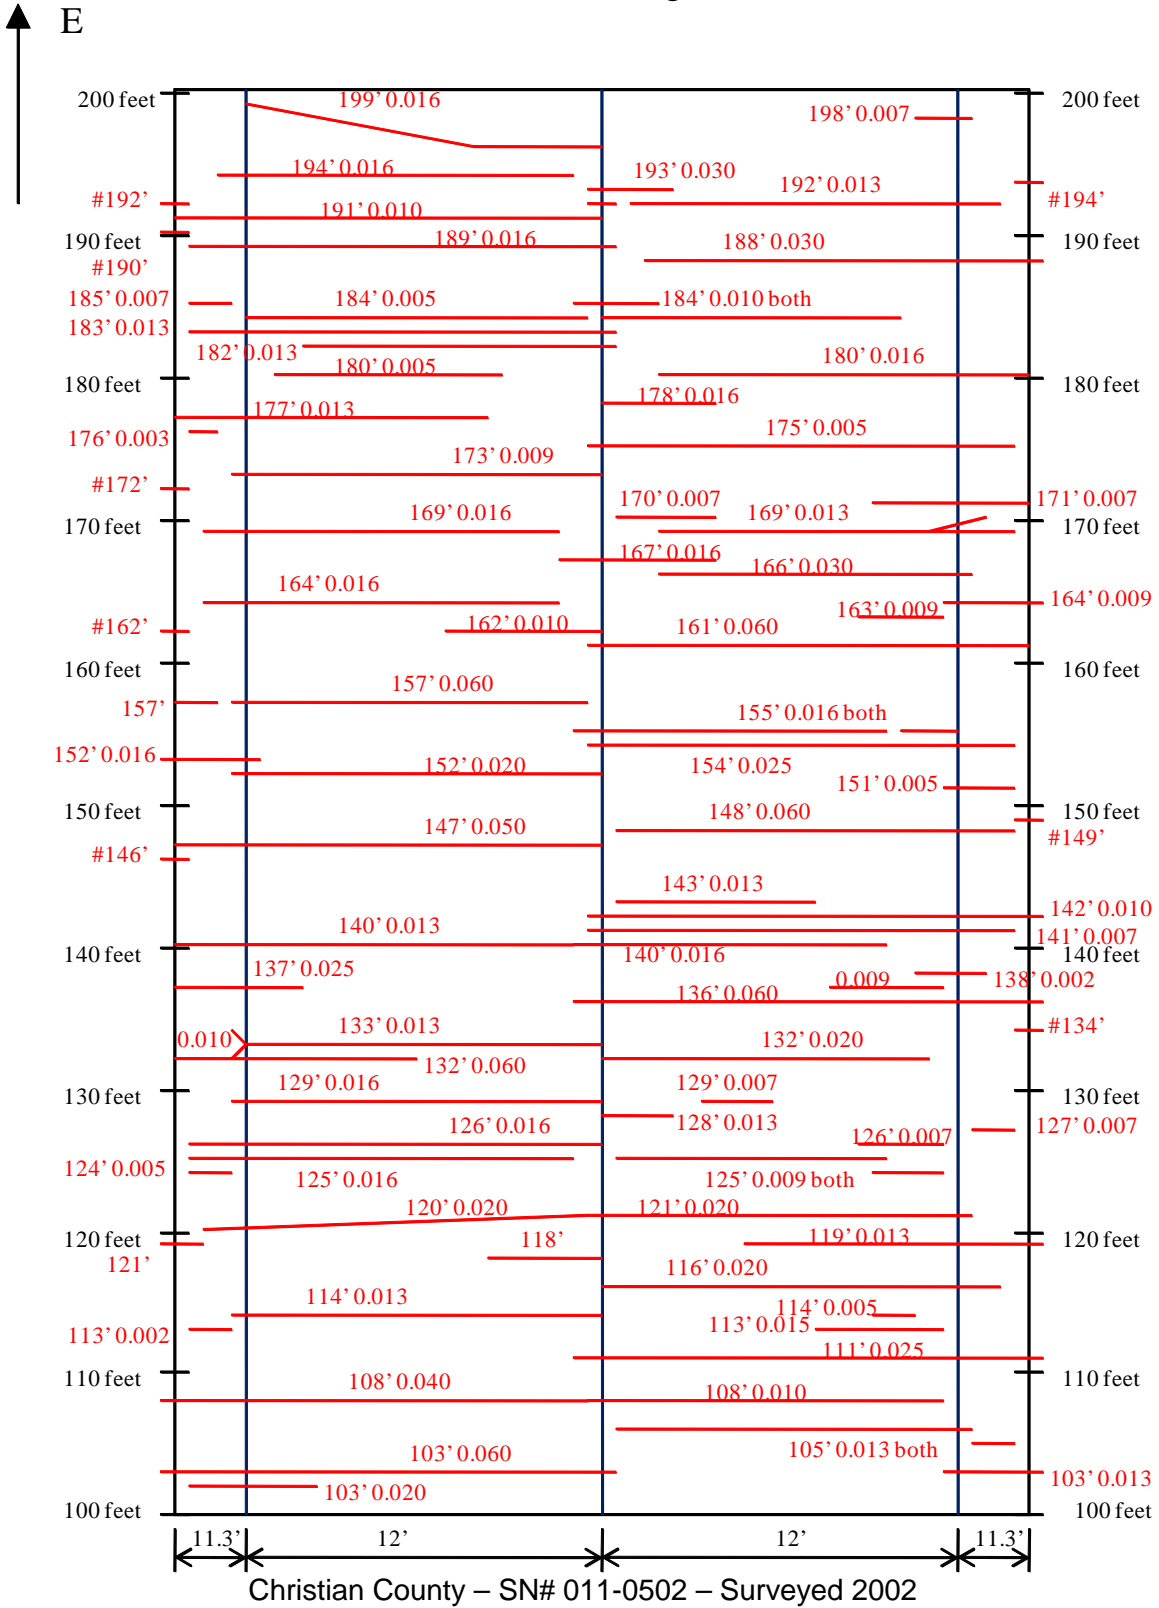 E
200 feet 199’ 0.016 198’ 0.007 200 feet
194’ 0.016 193’ 0.030 192’ 0.013
#192’ 191’ 0.010 #194’
190 feet 189’ 0.016 188’ 0.030 190 feet
#190’
185’ 0.007 184’ 0.005 184’ 0.010 both
183’ 0.013
182’ 0.013 180’ 0.005 180’ 0.016
180 feet 180 feet
177’ 0.013 178’ 0.016
176’ 0.003 175’ 0.005
173’ 0.009
#172’
170’ 0.007 171’ 0.007
169’ 0.016 169’ 0.013
170 feet 170 feet
167’ 0.016
166’ 0.030
164’ 0.016 164’ 0.009
163’ 0.009
#162’ 162’ 0.010 161’ 0.060
160 feet 160 feet
157’ 0.060
157’ 155’ 0.016 both
152’ 0.016 152’ 0.020 154’ 0.025
151’ 0.005
150 feet 148’ 0.060 150 feet
147’ 0.050 #149’
#146’
143’ 0.013
142’ 0.010
140’ 0.013 141’ 0.007
140 feet 140’ 0.016 140 feet
137’ 0.025 0.009 138’ 0.002
136’ 0.060
133’ 0.013 #134’
0.010 132’ 0.020
132’ 0.060
129’ 0.016 129’ 0.007
130 feet 130 feet
126’ 0.016 128’ 0.013 127’ 0.007
126’ 0.007
124’ 0.005
125’ 0.016 125’ 0.009 both
120’ 0.020 121’ 0.020
120 feet 118’ 119’ 0.013 120 feet
121’
116’ 0.020
114’ 0.013 114’ 0.005
113’ 0.002 113’ 0.015
111’ 0.025
110 feet 110 feet
108’ 0.040 108’ 0.010
103’ 0.060 105’ 0.013 both
103’ 0.020 103’ 0.013
100 feet 100 feet
11.3’ 12’ 12’ 11.3’
Christian County – SN# 011-0502 – Surveyed 2002